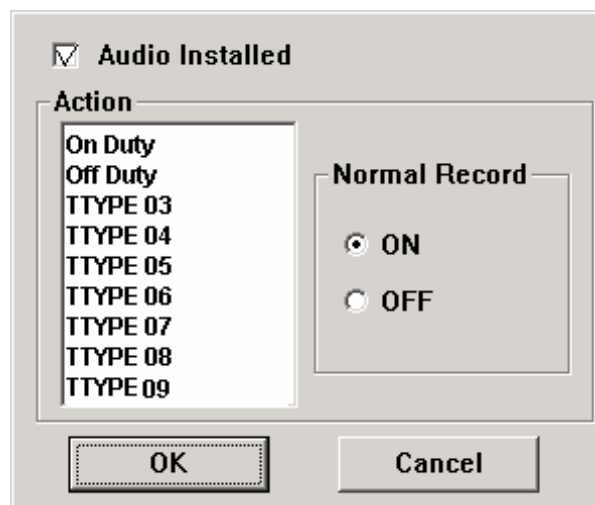 Audio Installed
Action
On Duty
Off Duty
TTYPE 03
TTYPE 04
TTYPE 05
TTYPE 06
TTYPE 07
TTYPE 08
TTYPE 09
Normal Record
ON
OFF
OK
Cancel